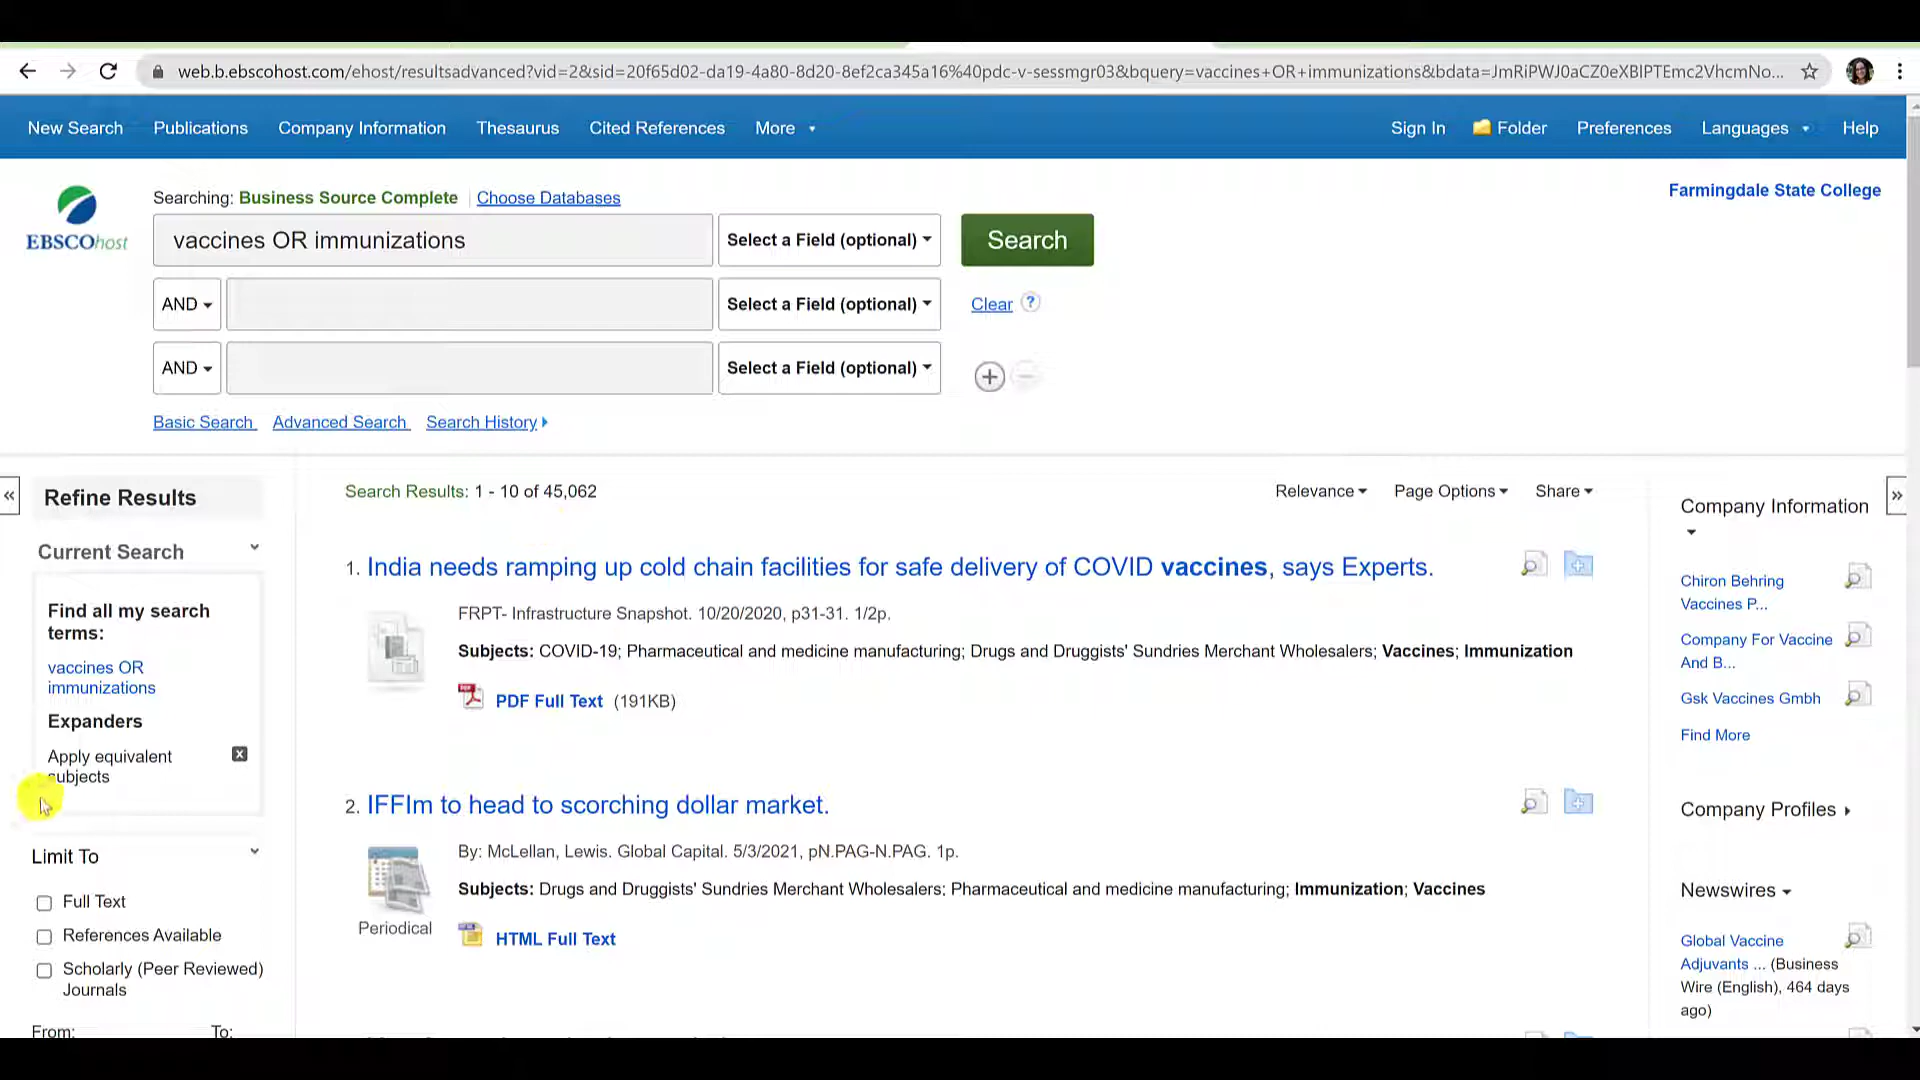 web.b.ebscohost.com/ehost/resultsadvanced?vid=2&sid=20f65d02-da19-4a80-8d20-8ef2ca345a16%40pdc-v-sessmgr03&bquery=vaccines+OR+immunizations&bdata=JmRiPWJ0aCZ0eXBlPTEmc2VhcmNo...
New Search Publications Company Information Thesaurus Cited References More Sign In Folder Preferences Languages Help
Searching: Business Source Complete Choose Databases
Farmingdale State College
EBSCOhost
vaccines OR immunizations Select a Field (optional) Search
AND Select a Field (optional) Clear ?
AND Select a Field (optional)
Basic Search Advanced Search Search History
Refine Results
Current Search
Find all my search
terms:
vaccines OR
immunizations
Expanders
Apply equivalent
subjects
Limit To
Full Text
References Available
Scholarly (Peer Reviewed)
Journals
From: To:
Search Results: 1 - 10 of 45,062 Relevance Page Options Share
1. India needs ramping up cold chain facilities for safe delivery of COVID vaccines, says Experts.
FRPT- Infrastructure Snapshot. 10/20/2020, p31-31. 1/2p.
Subjects: COVID-19; Pharmaceutical and medicine manufacturing; Drugs and Druggists' Sundries Merchant Wholesalers; Vaccines; Immunization
PDF Full Text (191KB)
2. IFFIm to head to scorching dollar market.
By: McLellan, Lewis. Global Capital. 5/3/2021, pN.PAG-N.PAG. 1p.
Subjects: Drugs and Druggists' Sundries Merchant Wholesalers; Pharmaceutical and medicine manufacturing; Immunization; Vaccines
Periodical
HTML Full Text
Company Information
Chiron Behring
Vaccines P...
Company For Vaccine
And B...
Gsk Vaccines Gmbh
Find More
Company Profiles
Newswires
Global Vaccine
Adjuvants ... (Business
Wire (English), 464 days
ago)